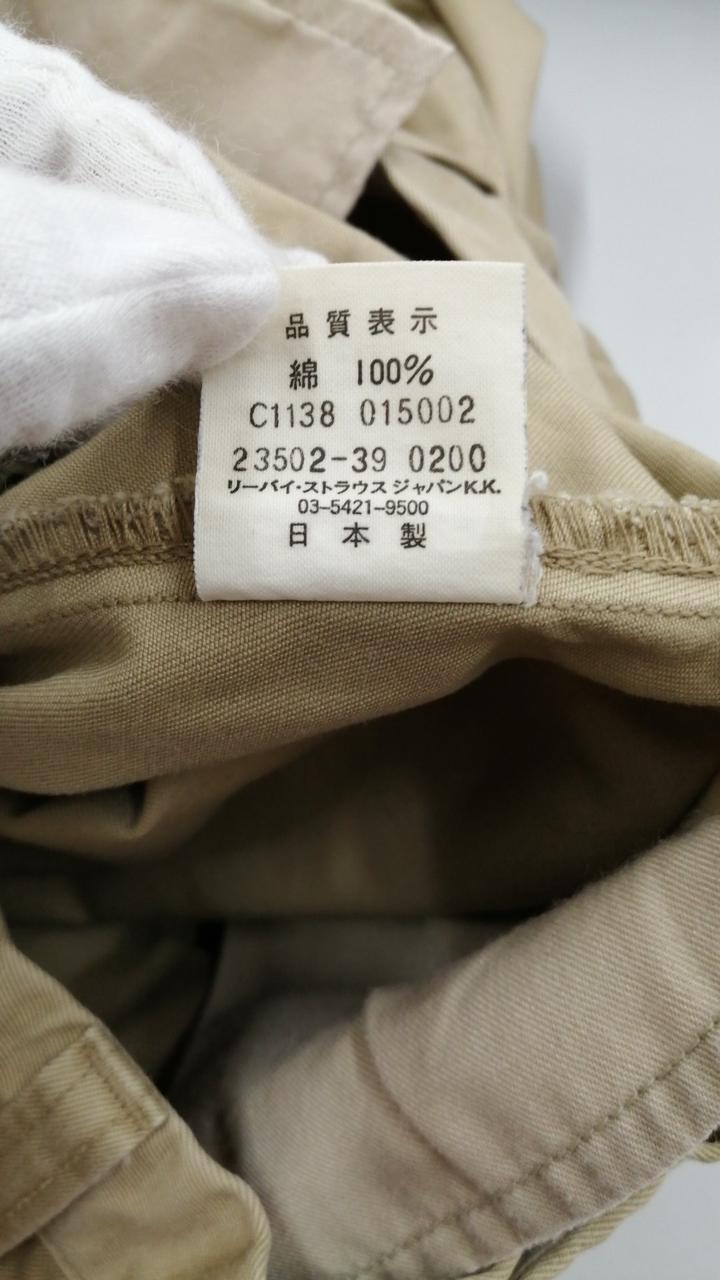 品質表示
綿 100%
C1138 015002
23502-39 0200
リーバイ・ストラウス ジャパンK.K.
03-5421-9500
日本製